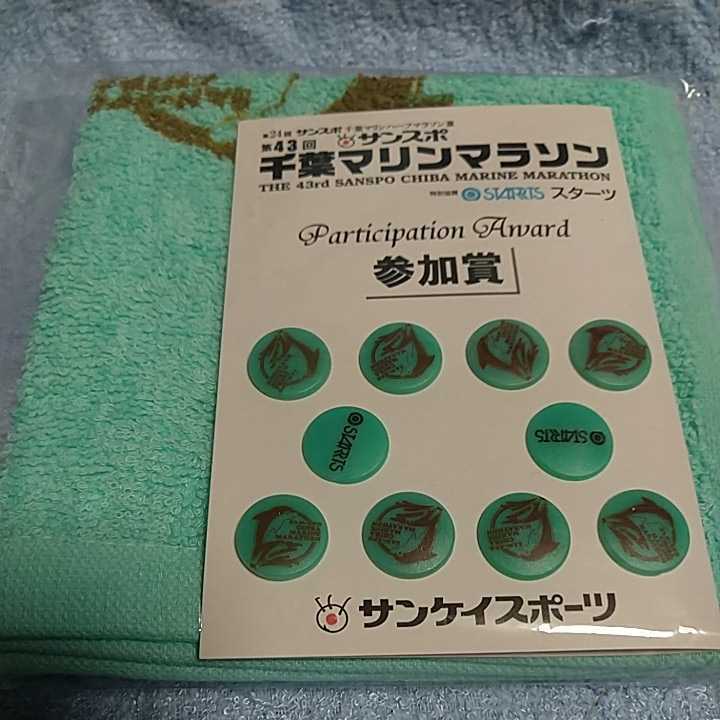 第24回 サンスポ 千葉マリンハーフマラソン
第43回 サンスポ
千葉マリンマラソン
THE 43rd SANSPO CHIBA MARINE MARATHON
特別協賛 STARTS スターツ
Participation Award
参加賞
STARTS
STARTS
サンケイスポーツ